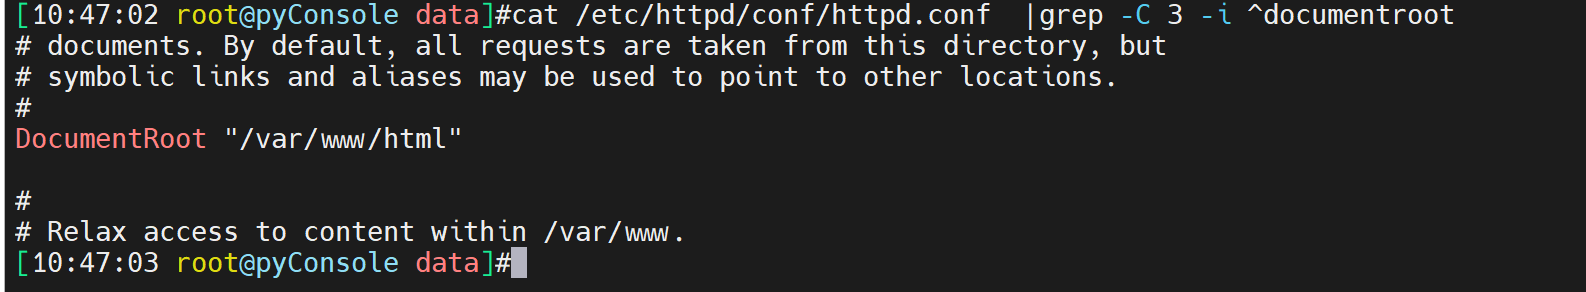 [10:47:02 root@pyConsole data]#cat /etc/httpd/conf/httpd.conf  |grep -C 3 -i ^documentroot
# documents. By default, all requests are taken from this directory, but
# symbolic links and aliases may be used to point to other locations.
#
DocumentRoot "/var/www/html"

#
# Relax access to content within /var/www.
[10:47:03 root@pyConsole data]#